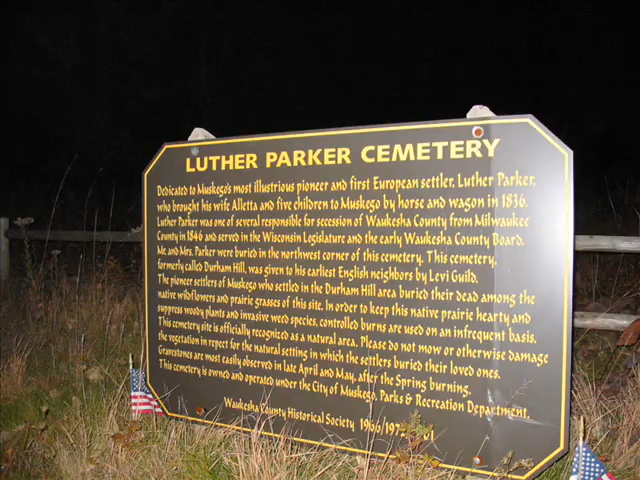 LUTHER PARKER CEMETERY
Dedicated to Muskego's most illustrious pioneer and first European settler, Luther Parker,
who brought his wife Alletta and five children to Muskego by horse and wagon in 1836.
Luther Parker was one of several responsible for secession of Waukesha County from Milwaukee
County in 1846 and served in the Wisconsin Legislature and the early Waukesha County Board.
Mr. and Mrs. Parker were buried in the northwest corner of this cemetery. This cemetery,
formerly called Durham Hill, was given to his earliest English neighbors by Levi Guild.
The pioneer settlers of Muskego who settled in the Durham Hill area buried their dead among the
native wildflowers and prairie grasses of this site. In order to keep this native prairie hearty and
suppress woody plants and invasive weed species, controlled burns are used on an infrequent basis.
This cemetery site is officially recognized as a natural area. Please do not mow or otherwise damage
the vegetation in repect for the natural setting in which the settlers buried their loved ones.
Gravestones are most easily observed in late April and May, after the Spring burning.
This cemetery is owned and operated under the City of Muskego, Parks & Recreation Department.
Waukesha County Historical Society 1966/197